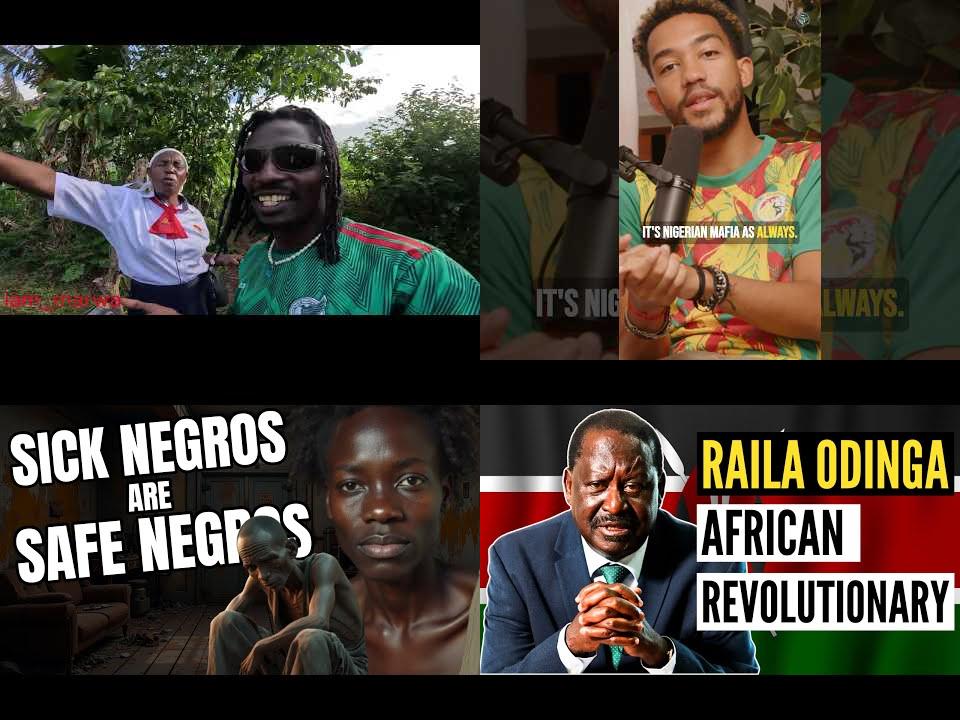 iam_marwa
IT'S NIGERIAN MAFIA AS ALWAYS.
IT'S NIG
LWAYS.
SICK NEGROS
ARE
SAFE NEGROS
RAILA ODINGA
AFRICAN
REVOLUTIONARY